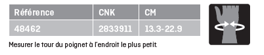 Référence CNK CM
48462 2833911 13.3-22.9
Mesurer le tour du poignet à l'endroit le plus petit